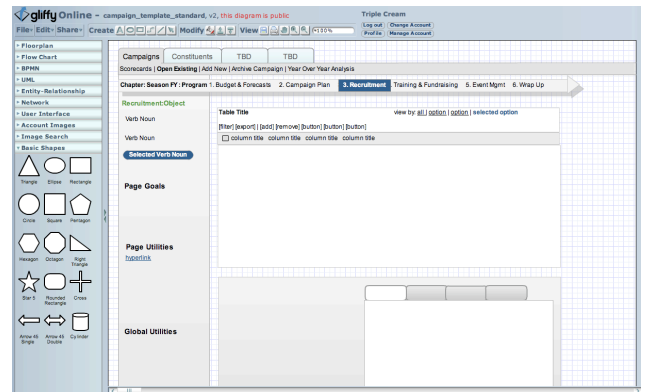 gliffy Online - campaign_template_standard, v2, this diagram is public
Triple Cream
Log out Change Account
Profile Manage Account
File Edit Share Create Modify View 100%
Floorplan
Flow Chart
BPMN
UML
Entity-Relationship
Network
User Interface
Account Images
Image Search
Basic Shapes
Triangle Ellipse Rectangle
Circle Square Pentagon
Hexagon Octagon Right Triangle
Star 5 Rounded Rectangle Cross
Arrow 45 Single Arrow 45 Double Cylinder
Campaigns Constituents TBD TBD
Scorecards | Open Existing | Add New | Archive Campaign | Year Over Year Analysis
Chapter: Season FY : Program 1. Budget & Forecasts 2. Campaign Plan 3. Recruitment Training & Fundraising 5. Event Mgmt 6. Wrap Up
Recruitment:Object
Verb Noun
Verb Noun
Selected Verb Noun
Page Goals
Page Utilities
hyperlink
Global Utilities
Table Title view by: all | option | option | selected option
[filter] [export] | [add] [remove] [button] [button] [button]
column title column title column title column title